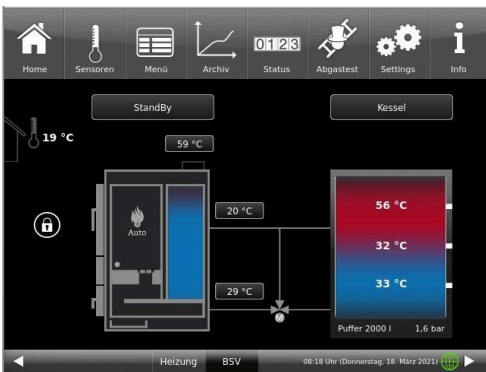 Home Sensoren Menü Archiv 0123 Status Abgastest Settings i Info
StandBy Kessel
19 °C
59 °C
20 °C
56 °C
Auto
32 °C
29 °C
33 °C
M
Puffer 2000 l 1,6 bar
Heizung BSV 08:18 Uhr (Donnerstag, 18. März 2021)